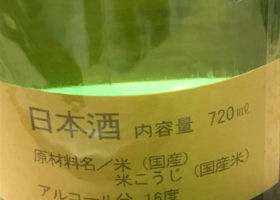 日本酒 内容量 720ml
原材料名／米（国産）
米こうじ（国産米）
アルコール分 16度